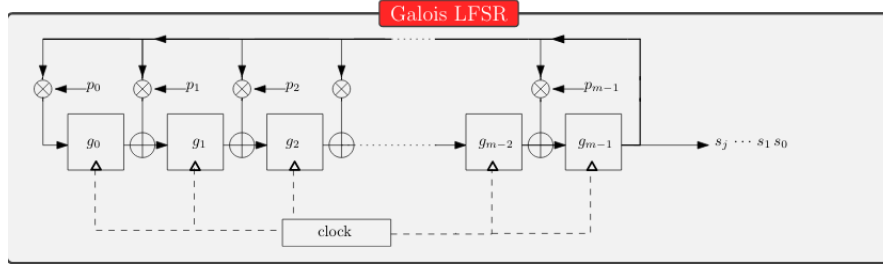 Galois LFSR
p₀ p₁ p₂ pₘ₋₁
g₀ g₁ g₂ gₘ₋₂ gₘ₋₁ sⱼ ⋯ s₁ s₀
clock